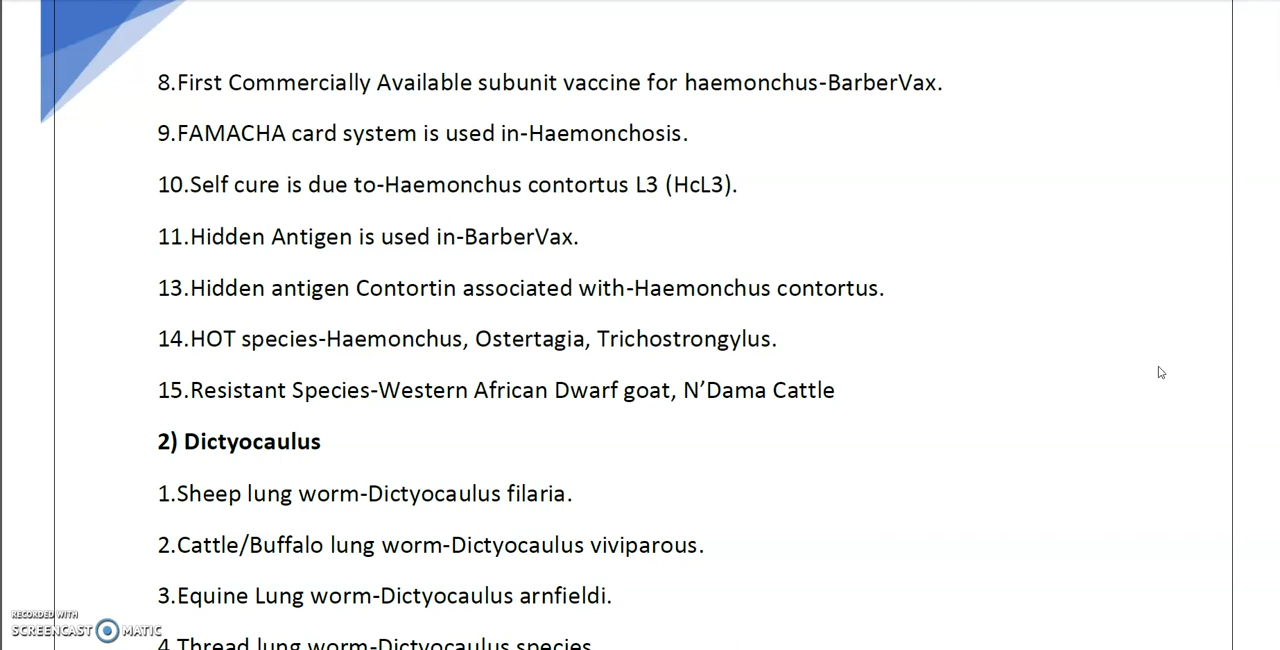 8.First Commercially Available subunit vaccine for haemonchus-BarberVax.
9.FAMACHA card system is used in-Haemonchosis.
10.Self cure is due to-Haemonchus contortus L3 (HcL3).
11.Hidden Antigen is used in-BarberVax.
13.Hidden antigen Contortin associated with-Haemonchus contortus.
14.HOT species-Haemonchus, Ostertagia, Trichostrongylus.
15.Resistant Species-Western African Dwarf goat, N’Dama Cattle
2) Dictyocaulus
1.Sheep lung worm-Dictyocaulus filaria.
2.Cattle/Buffalo lung worm-Dictyocaulus viviparous.
3.Equine Lung worm-Dictyocaulus arnfieldi.
4.Thread lung worm-Dictyocaulus species
RECORDED WITH
SCREENCAST MATIC